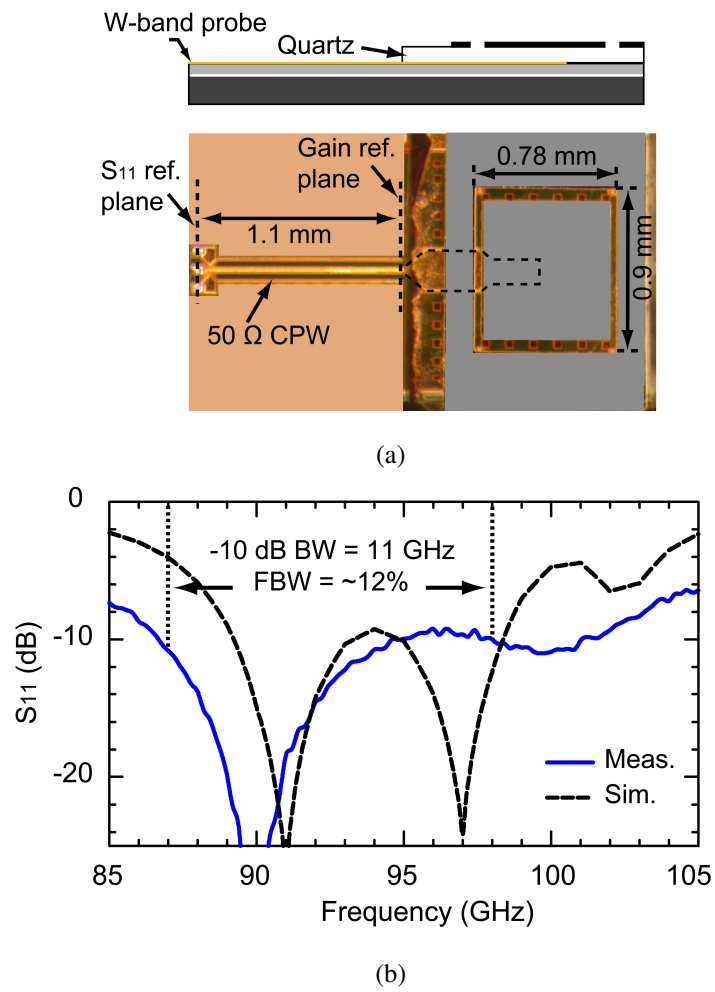 W-band probe
Quartz
S11 ref.
plane
Gain ref.
plane
0.78 mm
1.1 mm
0.9 mm
50 Ω CPW
(a)
0
-10 dB BW = 11 GHz
FBW = ~12%
-10
S11 (dB)
-20
Meas.
Sim.
85
90
95
100
105
Frequency (GHz)
(b)